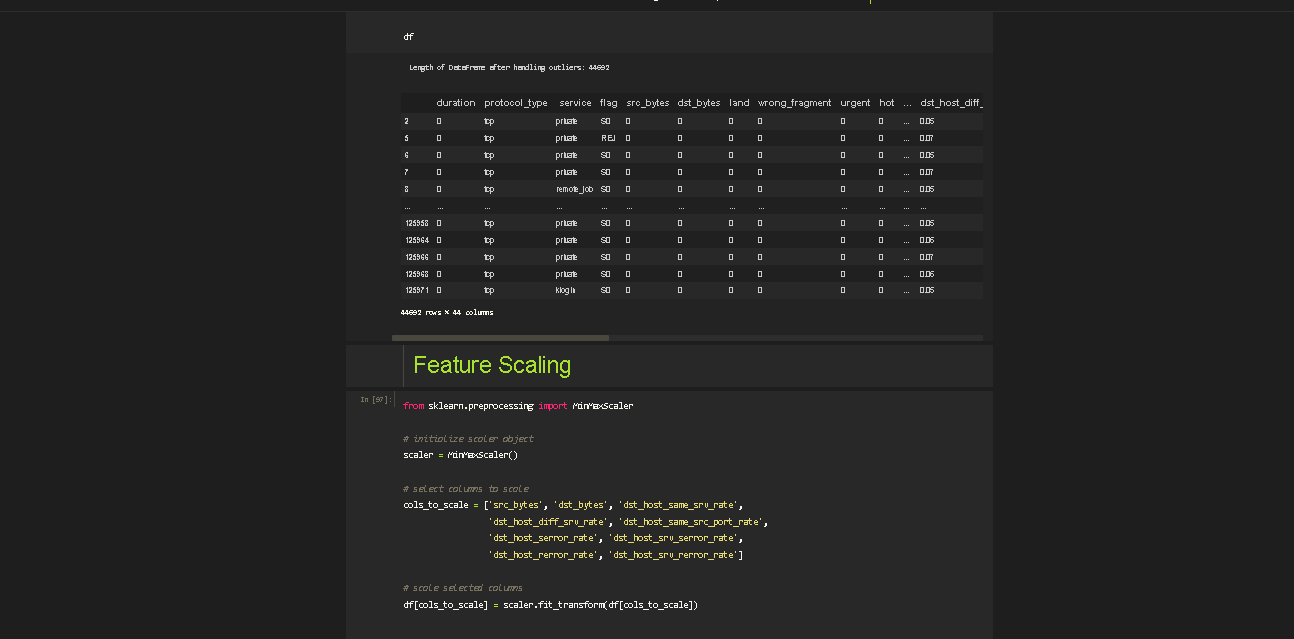 df
Length of DataFrame after handling outliers: 44692
duration protocol_type service flag src_bytes dst_bytes land wrong_fragment urgent hot ... dst_host_diff_
2 0 tcp private S0 0 0 0 0 0 0 ... 0.06
5 0 tcp private REJ 0 0 0 0 0 0 ... 0.07
6 0 tcp private S0 0 0 0 0 0 0 ... 0.05
7 0 tcp private S0 0 0 0 0 0 0 ... 0.07
8 0 tcp remote_job S0 0 0 0 0 0 0 ... 0.05
... ... ... ... ... ... ... ... ... ... ... ... ...
125958 0 tcp private S0 0 0 0 0 0 0 ... 0.06
125964 0 tcp private S0 0 0 0 0 0 0 ... 0.06
125966 0 tcp private S0 0 0 0 0 0 0 ... 0.07
125968 0 tcp private S0 0 0 0 0 0 0 ... 0.06
125971 0 tcp klogin S0 0 0 0 0 0 0 ... 0.05
44692 rows × 44 columns
Feature Scaling
In [97]:
from sklearn.preprocessing import MinMaxScaler
# initialize scaler object
scaler = MinMaxScaler()
# select columns to scale
cols_to_scale = ['src_bytes', 'dst_bytes', 'dst_host_same_srv_rate',
'dst_host_diff_srv_rate', 'dst_host_same_src_port_rate',
'dst_host_serror_rate', 'dst_host_srv_serror_rate',
'dst_host_rerror_rate', 'dst_host_srv_rerror_rate']
# scale selected columns
df[cols_to_scale] = scaler.fit_transform(df[cols_to_scale])